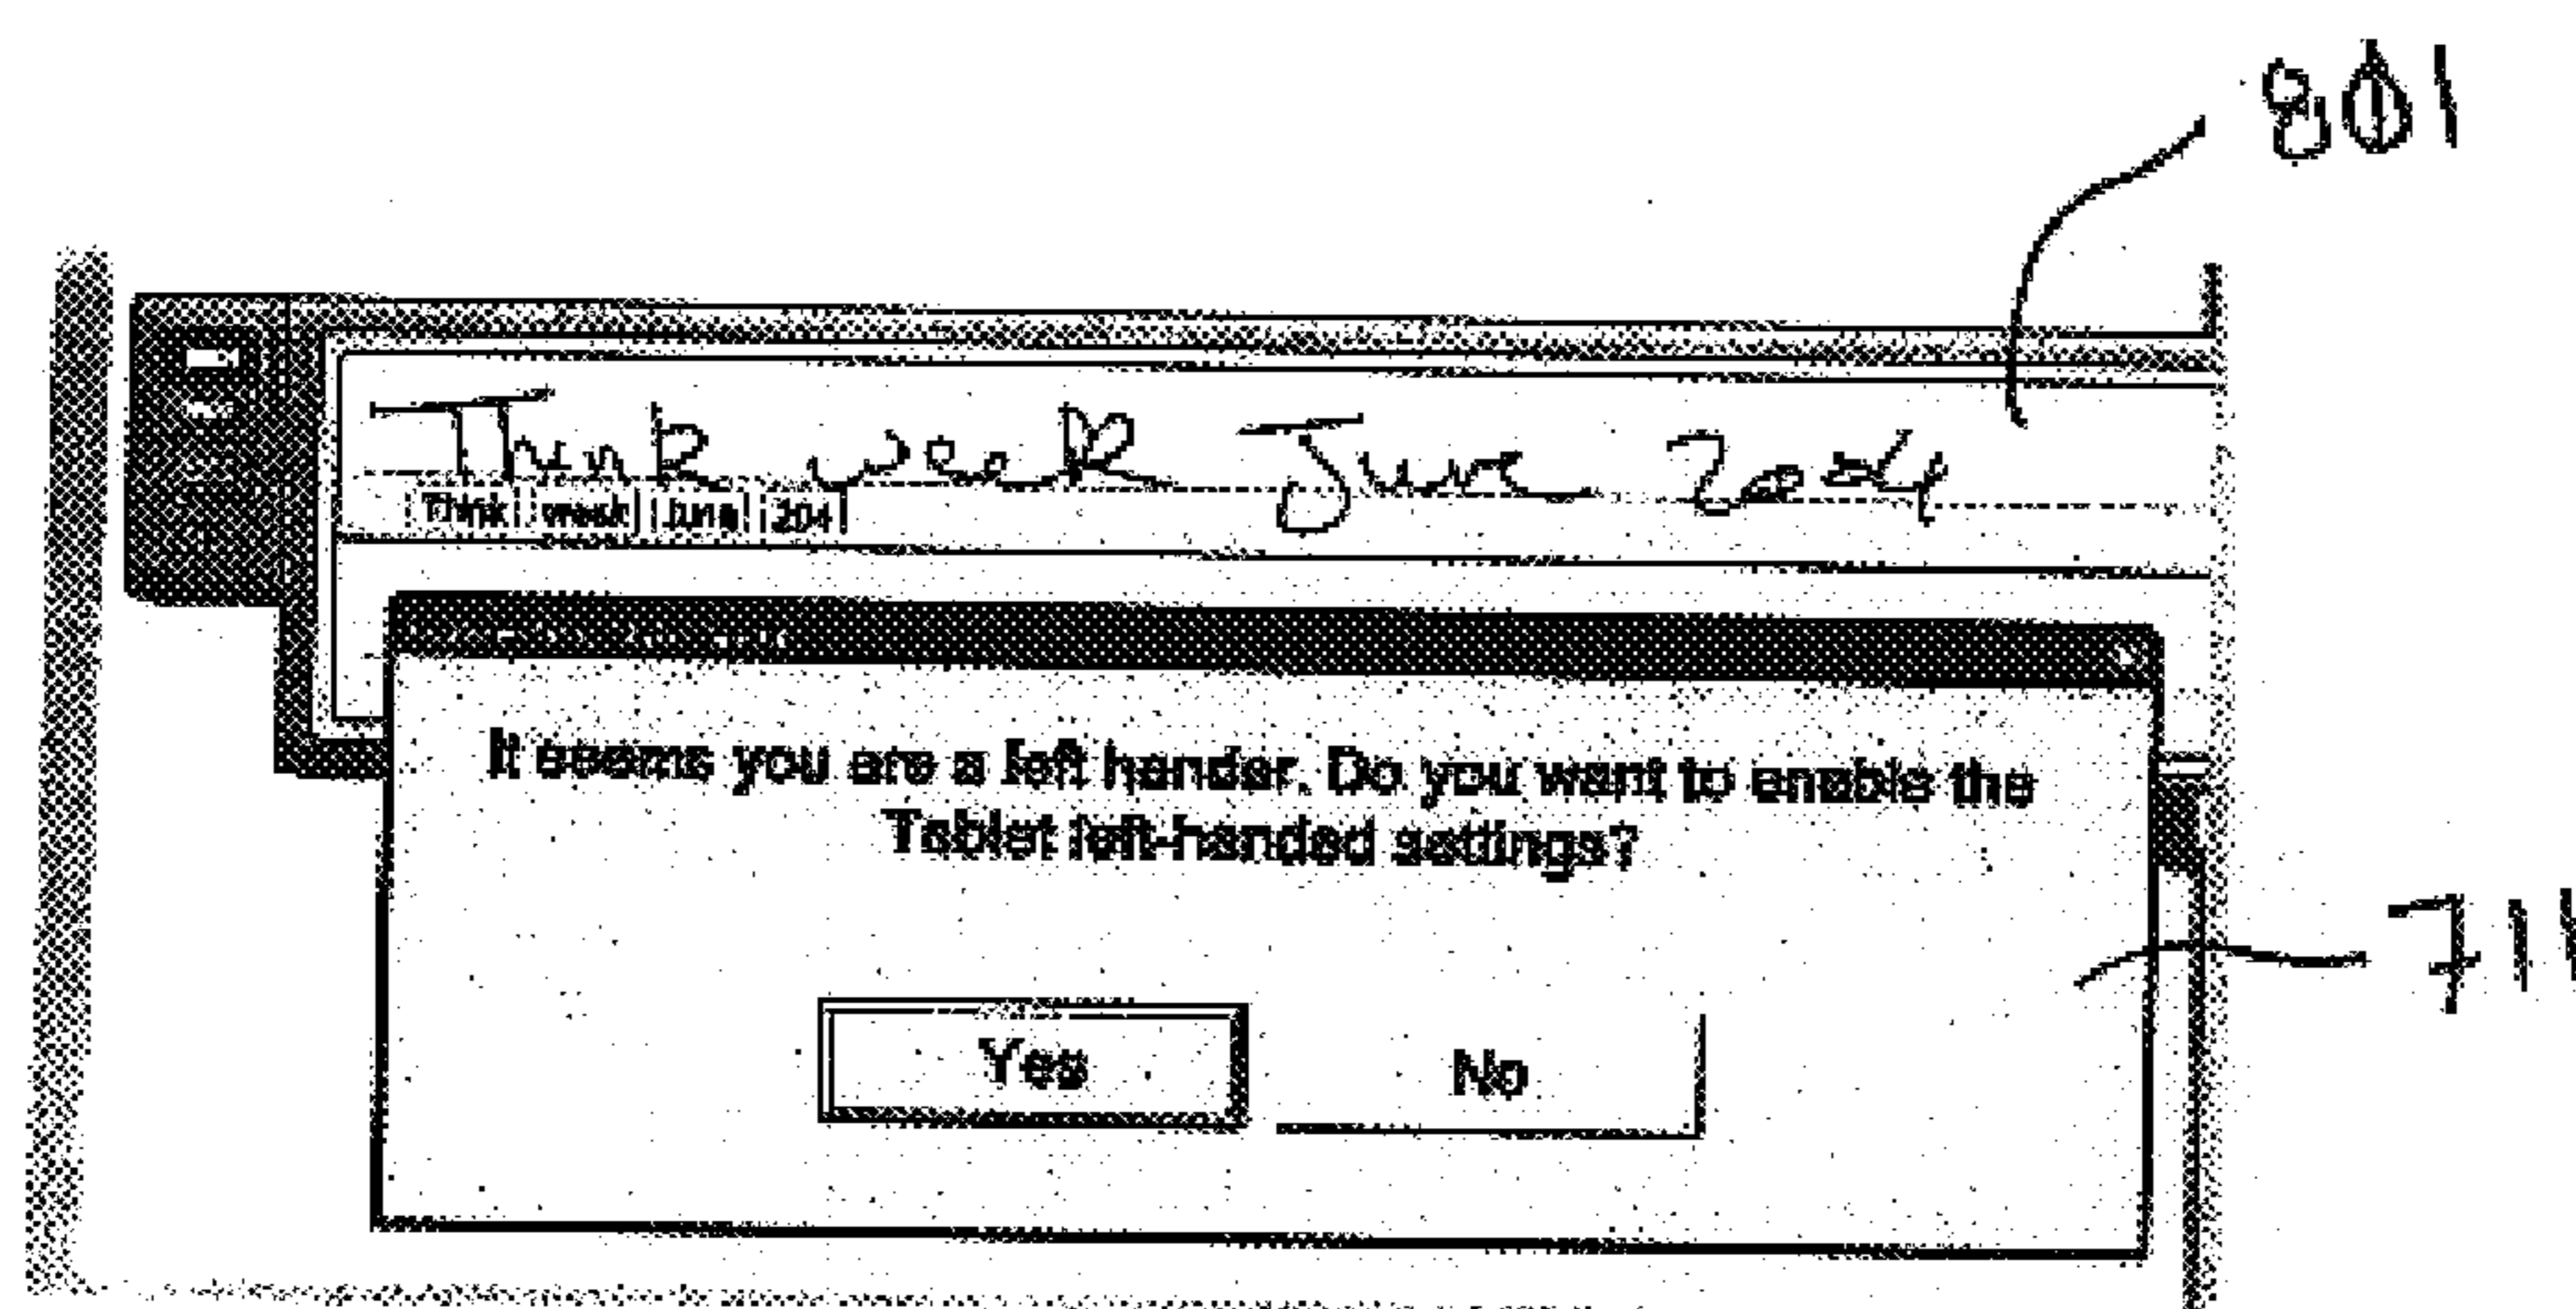 801
Think week June 2004
Think week June 204
It seems you are a left hander. Do you want to enable the
Tablet left-handed settings?
Yes No